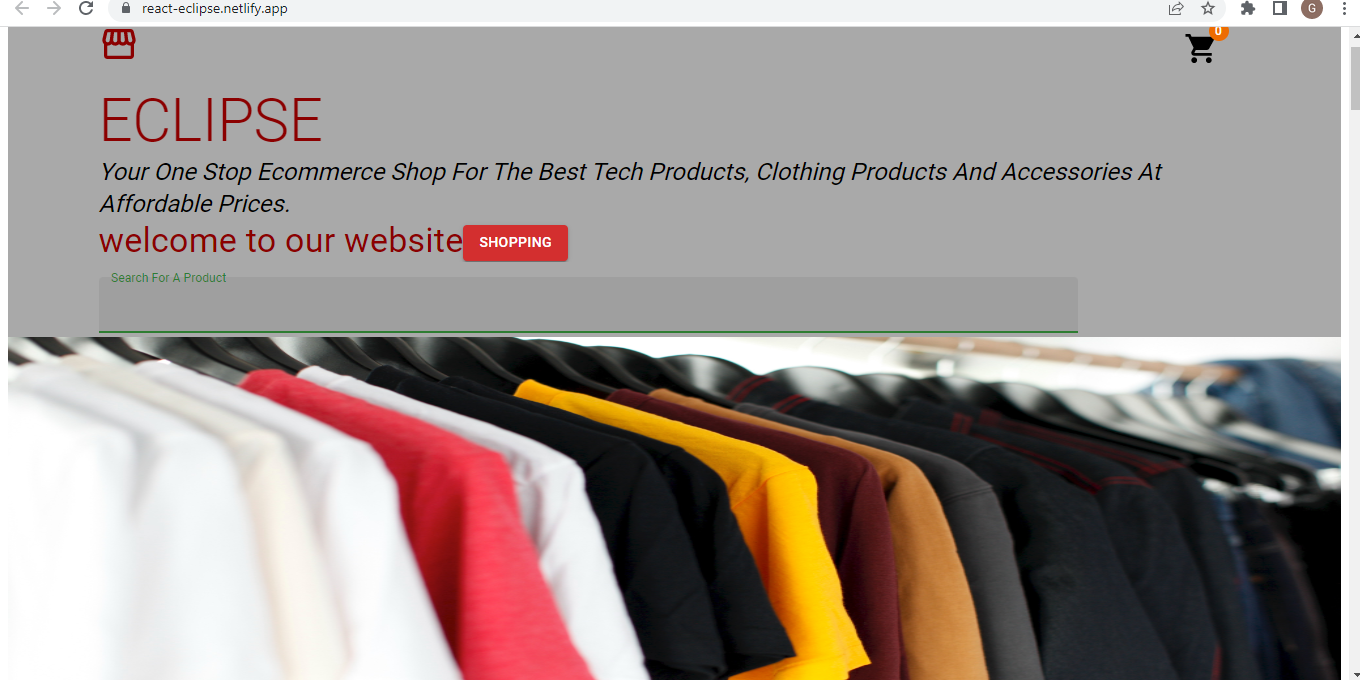 react-eclipse.netlify.app
G
0
ECLIPSE
Your One Stop Ecommerce Shop For The Best Tech Products, Clothing Products And Accessories At
Affordable Prices.
welcome to our website SHOPPING
Search For A Product